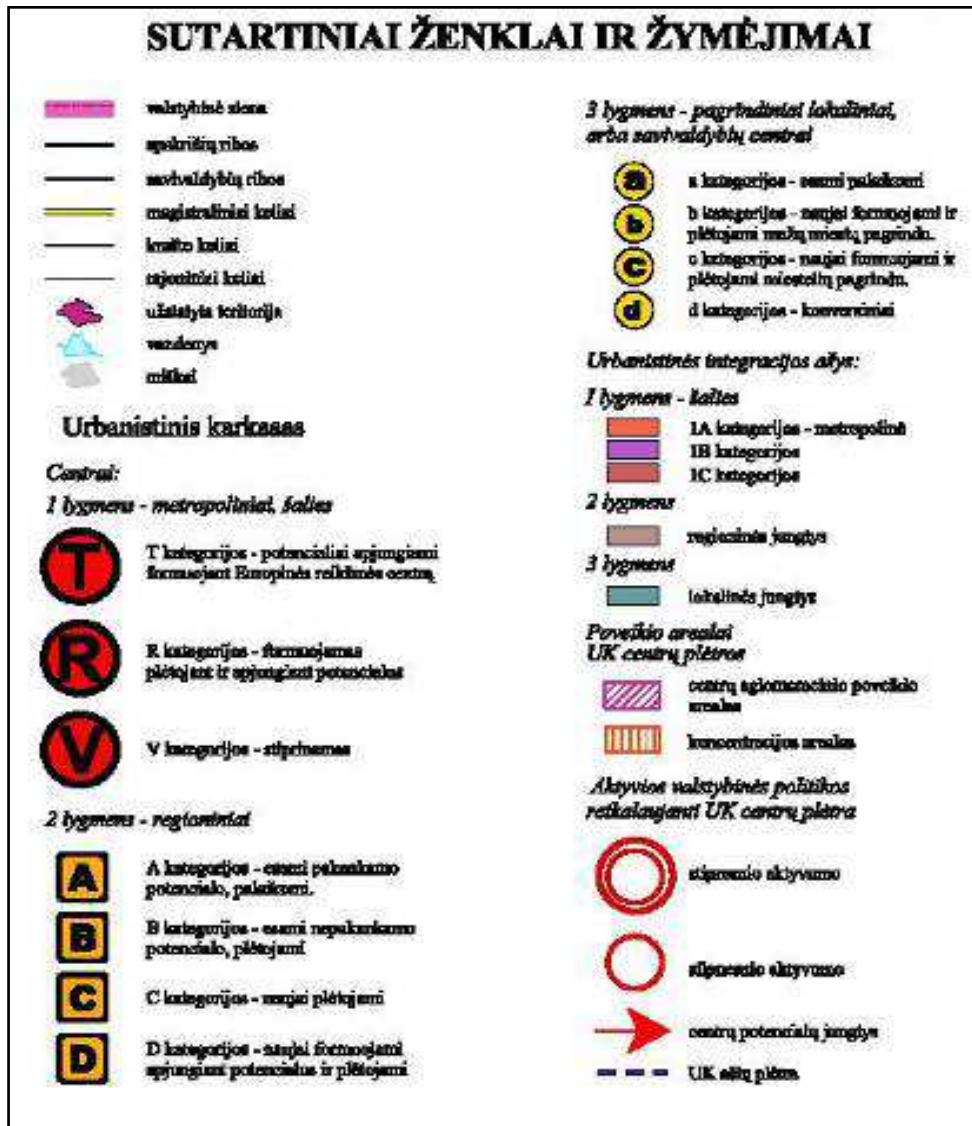 SUTARTINIAI ŽENKLAI IR ŽYMĖJIMAI
valstybinė siena
apskričių ribos
savivaldybių ribos
magistraliniai keliai
krašto keliai
rajoniniai keliai
užstatyta teritorija
vandenys
miškai
Urbanistinis karkasas
Centrai:
1 lygmens - metropoliniai, šalies
T
T kategorijos - potencialiai apjungiami
formuojant Europinės reikšmės centrą
R
R kategorijos - formuojamas
plėtojant ir apjungiant potencialus
V
V kategorijos - stiprinamas
2 lygmens - regioniniai
A
A kategorijos - esami pakankamo
potencialo, palaikomi.
B
B kategorijos - esami nepakankamo
potencialo, plėtojami
C
C kategorijos - naujai plėtojami
D
D kategorijos - naujai formuojami
apjungiant potencialus ir plėtojami
3 lygmens - pagrindiniai lokaliniai,
arba savivaldybių centrai
a
a kategorijos - esami palaikomi
b
b kategorijos - naujai formuojami ir
plėtojami mažų miestų pagrindu.
c
c kategorijos - naujai formuojami ir
plėtojami miestelių pagrindu.
d
d kategorijos - konversiniai
Urbanistinės integracijos ašys:
1 lygmens - šalies
1A kategorijos - metropolinė
1B kategorijos
1C kategorijos
2 lygmens
regioninės jungtys
3 lygmens
lokalinės jungtys
Poveikio arealai
UK centrų plėtros
centrų aglomeracinio poveikio
arealas
koncentracijos arealas
Aktyvios valstybinės politikos
reikalaujanti UK centrų plėtra
stipresnio aktyvumo
silpnesnio aktyvumo
centrų potencialų jungtys
UK ašių plėtra